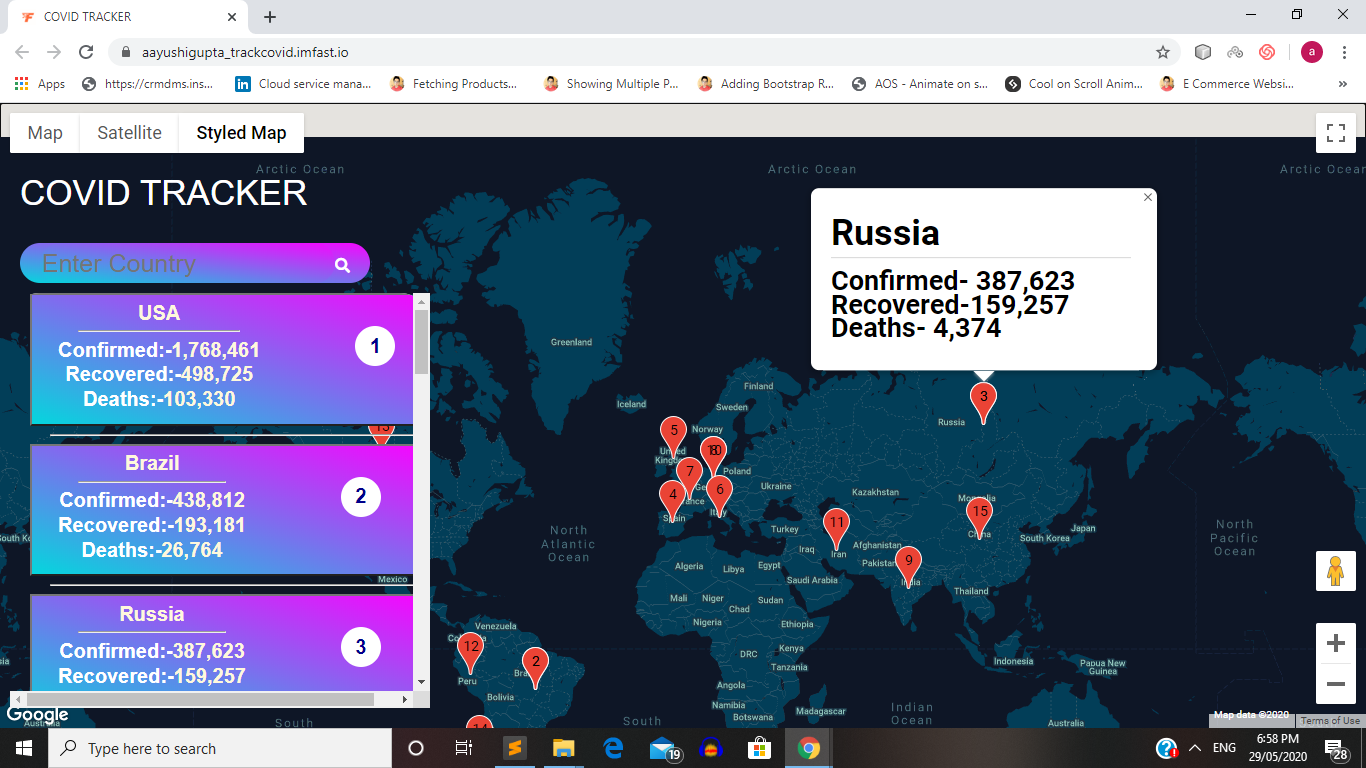 COVID TRACKER
aayushigupta_trackcovid.imfast.io
a
Apps
https://crmdms.ins...
Cloud service mana...
Fetching Products...
Showing Multiple P...
Adding Bootstrap R...
AOS - Animate on s...
Cool on Scroll Anim...
E Commerce Websi...
Map
Satellite
Styled Map
Arctic Ocean
Arctic Ocean
Arctic Ocean
COVID TRACKER
Enter Country
USA
Confirmed:-1,768,461
Recovered:-498,725
Deaths:-103,330
1
Brazil
Confirmed:-438,812
Recovered:-193,181
Deaths:-26,764
2
Russia
Confirmed:-387,623
Recovered:-159,257
3
Russia
Confirmed- 387,623
Recovered-159,257
Deaths- 4,374
Greenland
Iceland
Finland
Sweden
Norway
United
Kingdom
Poland
Ukraine
Spain
Italy
Turkey
Kazakhstan
Mongolia
China
Japan
South Korea
Russia
3
5
7
6
4
11
9
15
12
2
14
13
North
Atlantic
Ocean
North
Pacific
Ocean
Iraq
Iran
Afghanistan
Pakistan
India
Algeria
Libya
Egypt
Saudi Arabia
Thailand
Mali
Niger
Chad
Sudan
Nigeria
Ethiopia
DRC
Kenya
Tanzania
Angola
Namibia
Botswana
Madagascar
Indonesia
Papua New
Guinea
Indian
Ocean
Australia
Mexico
Venezuela
Peru
Bolivia
South
South
Google
Map data ©2020
Terms of Use
Type here to search
19
ENG
6:58 PM
29/05/2020
28